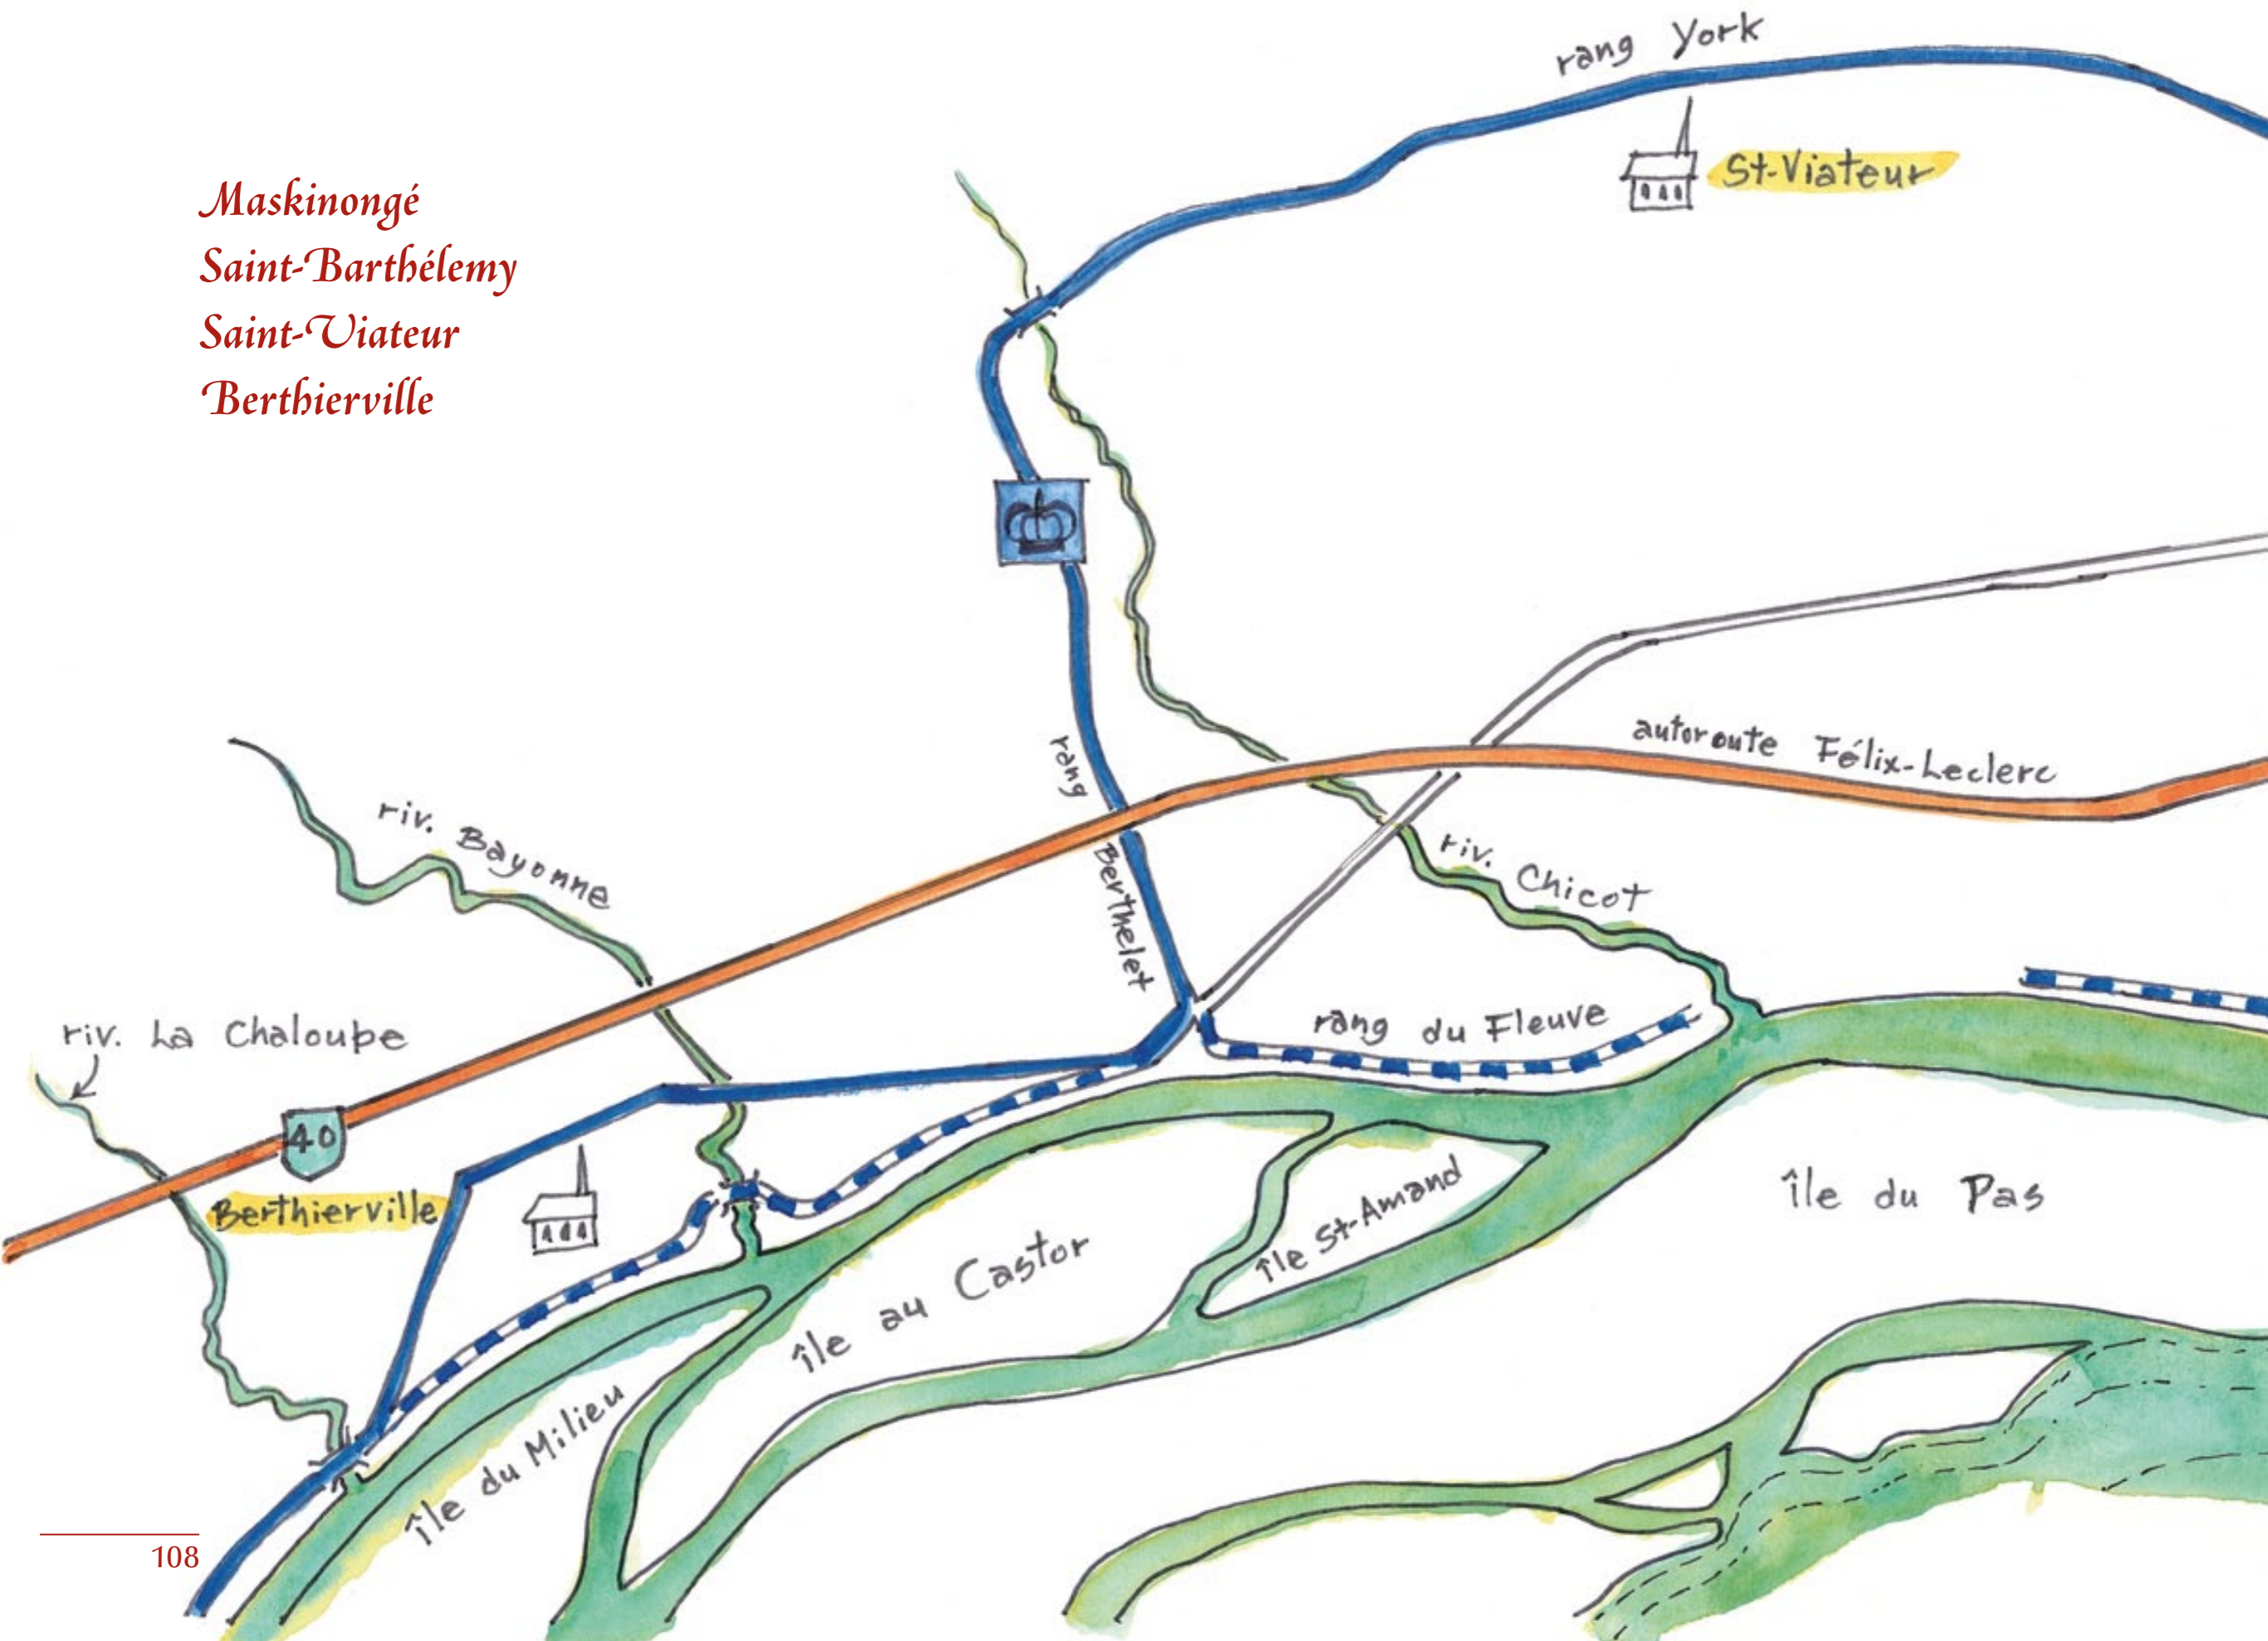 rang York
St-Viateur
Maskinongé
Saint-Barthélemy
Saint-Viateur
Berthierville
autoroute Félix-Leclerc
rang Berthelet
riv. Bayonne
riv. Chicot
riv. La Chaloupe
rang du Fleuve
40
Berthierville
île St-Amand
île du Pas
île au Castor
île du Milieu
108